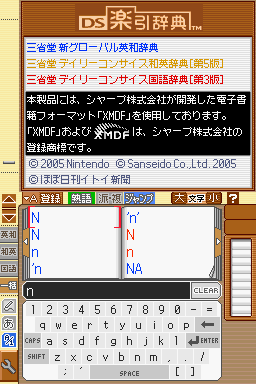 DS楽引辞典™
三省堂 新グローバル英和辞典
三省堂 デイリーコンサイス和英辞典[第5版]
三省堂 デイリーコンサイス国語辞典[第3版]
本製品には、シャープ株式会社が開発した電子書
籍フォーマット「XMDF」を使用しております。
「XMDF」および XMDF は、シャープ株式会社の
登録商標です。
©2005 Nintendo ©Sanseido Co.,Ltd. 2005
©ほぼ日刊イトイ新聞
▼A 登録 熟語 派・複 ジャンプ 大 文字 小 ?
英和
和英
国語
一括
N 'n'
N N
n n
'n NA
n CLEAR
1 2 3 4 5 6 7 8 9 0 - =
q w e r t y u i o p ←
CAPS a s d f g h j k l ENTER
SHIFT z x c v b n m , . /
; ´ SPACE [ ]
あ